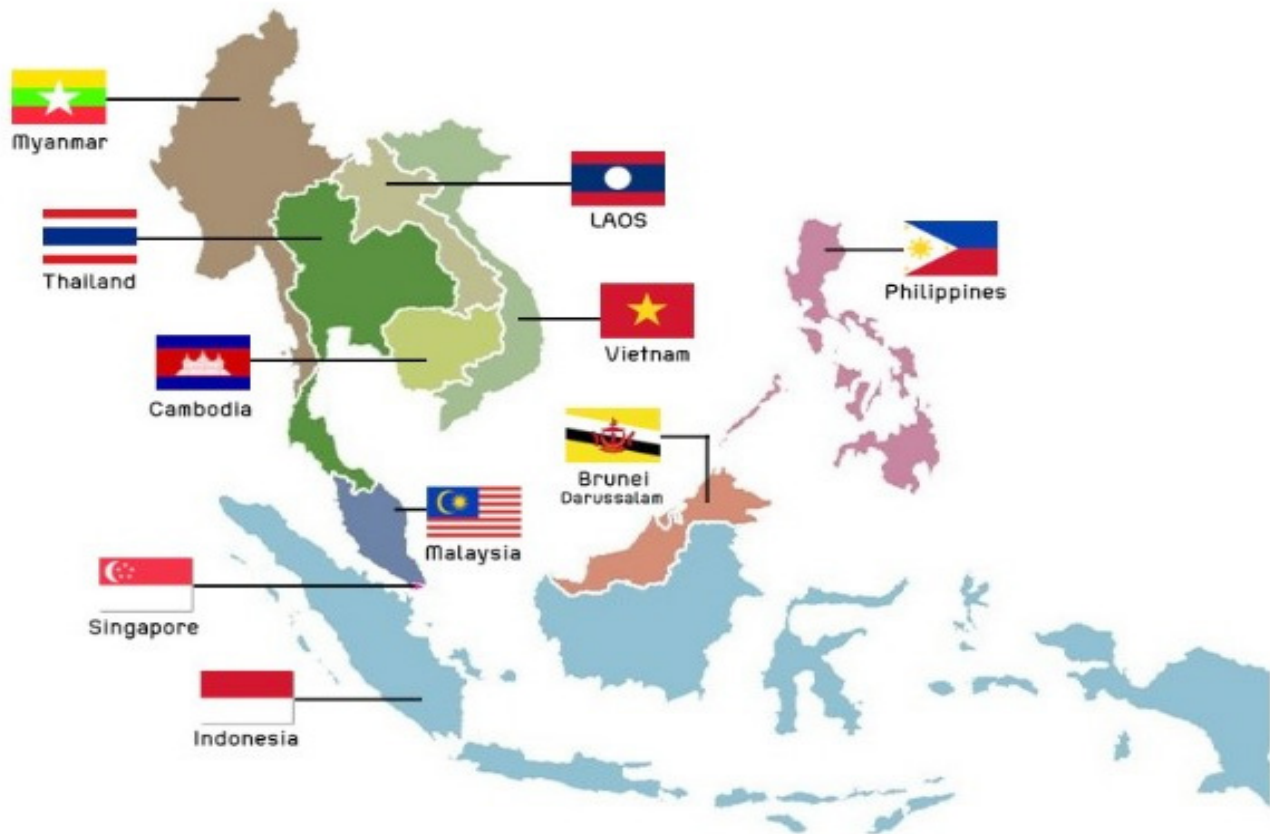 Myanmar
LAOS
Thailand
Philippines
Vietnam
Cambodia
Brunei
Darussalam
Malaysia
Singapore
Indonesia